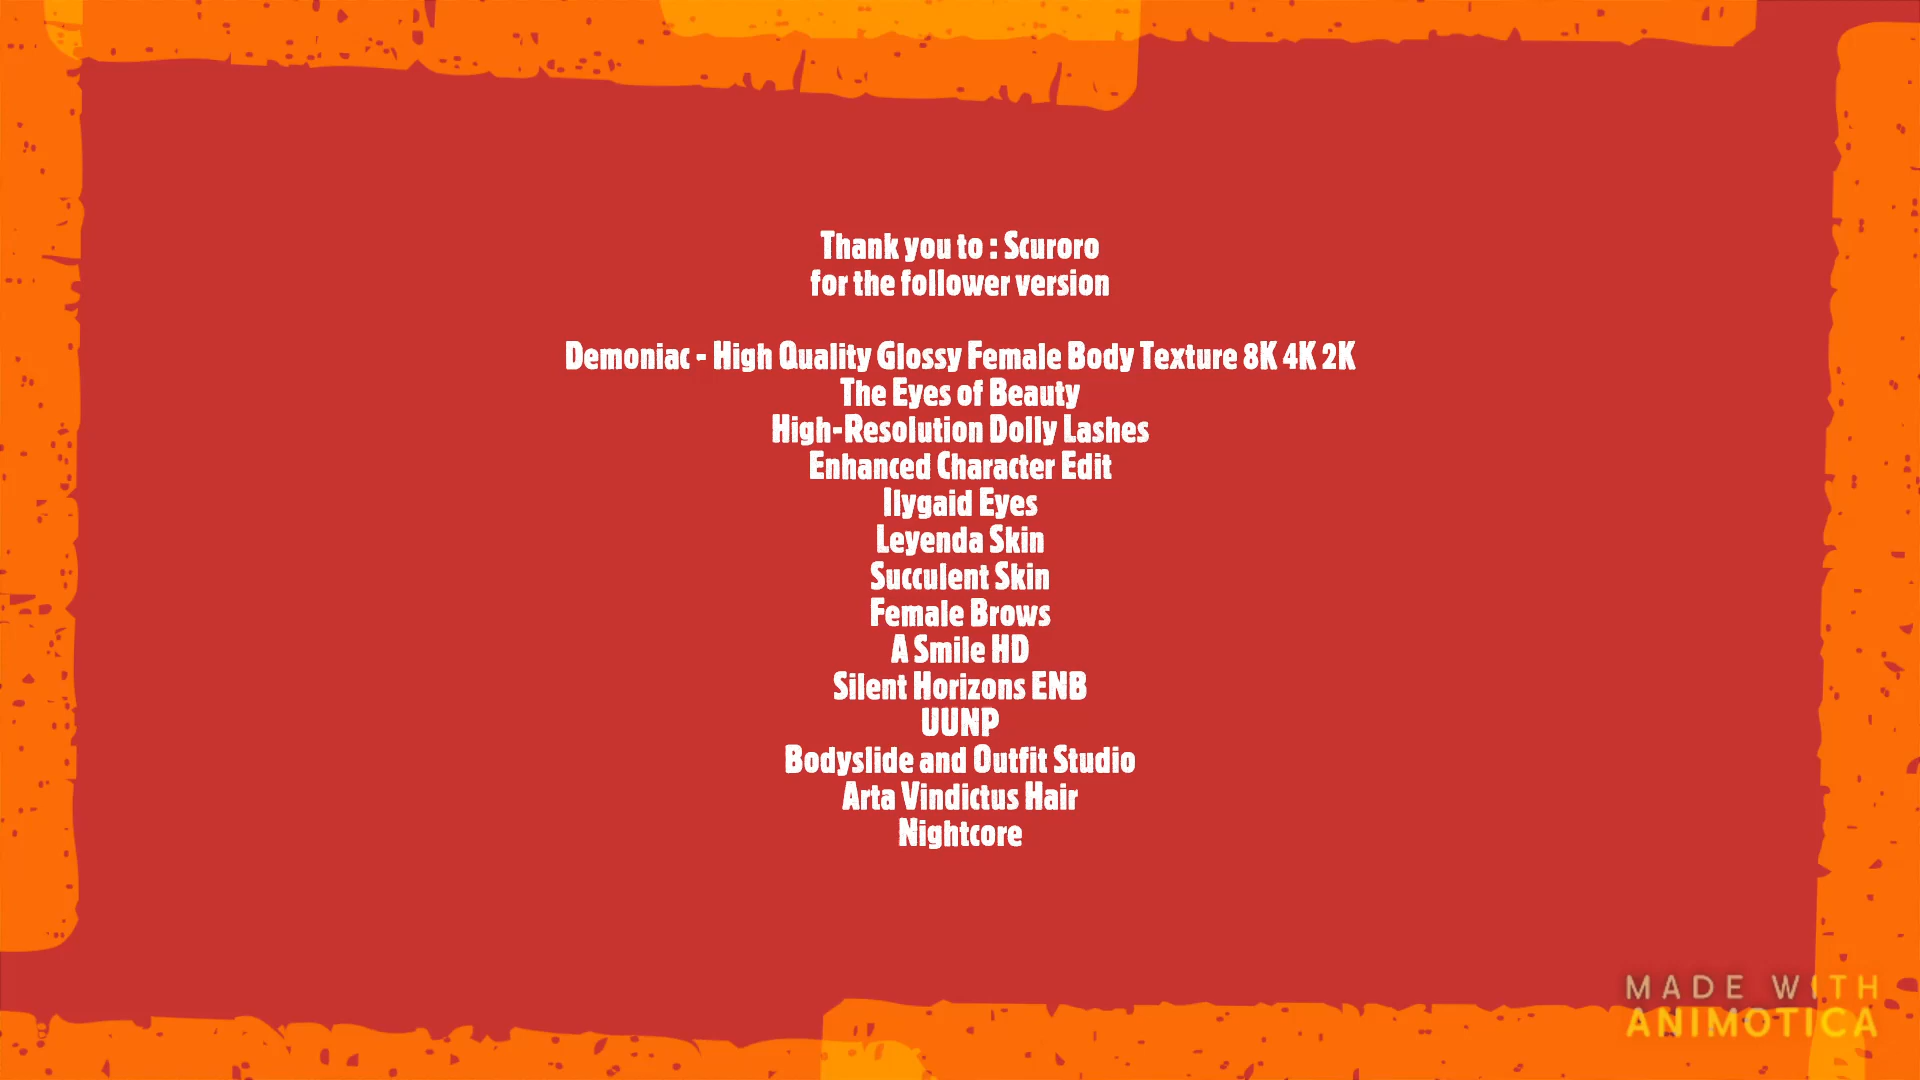 Thank you to : Scuroro
for the follower version
Demoniac - High Quality Glossy Female Body Texture 8K 4K 2K
The Eyes of Beauty
High-Resolution Dolly Lashes
Enhanced Character Edit
Ilygaid Eyes
Leyenda Skin
Succulent Skin
Female Brows
A Smile HD
Silent Horizons ENB
UUNP
Bodyslide and Outfit Studio
Arta Vindictus Hair
Nightcore
MADE WITH
ANIMOTICA